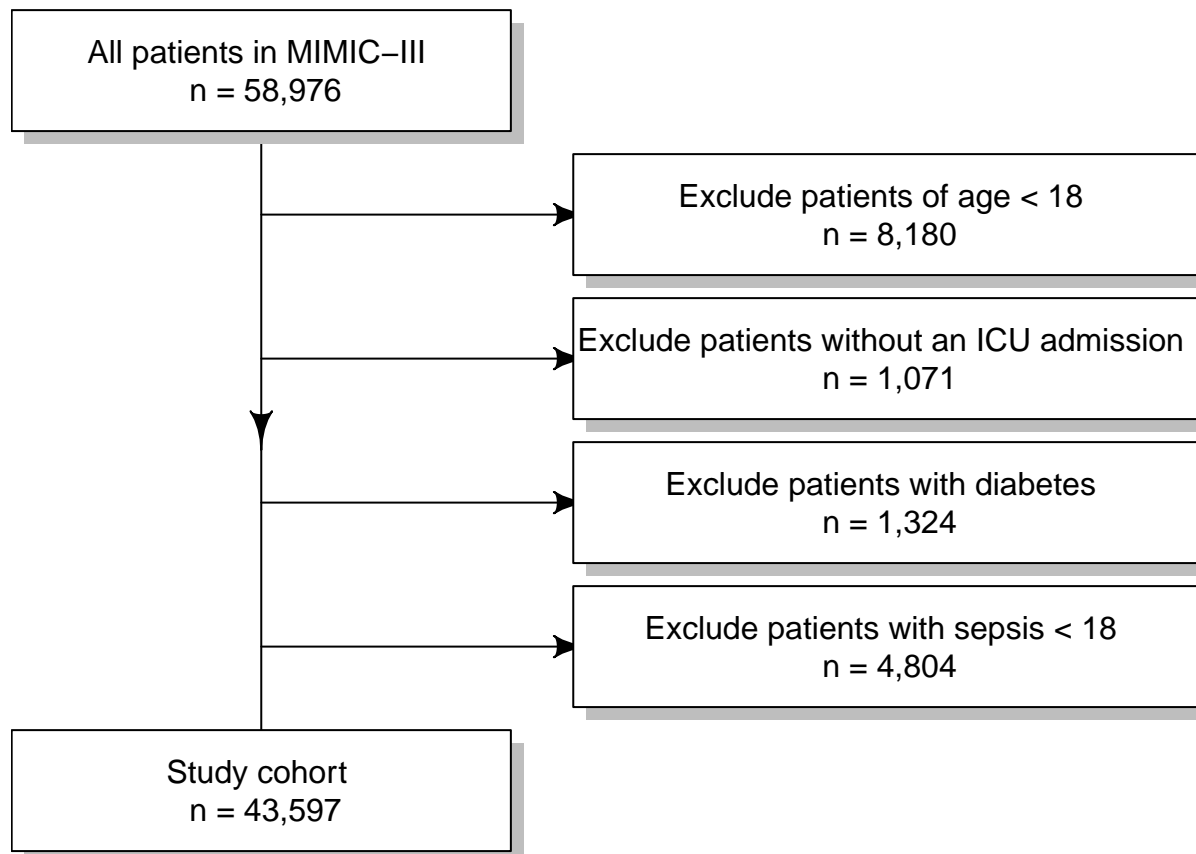 All patients in MIMIC−III
n = 58,976
Exclude patients of age < 18
n = 8,180
Exclude patients without an ICU admission
n = 1,071
Exclude patients with diabetes
n = 1,324
Exclude patients with sepsis < 18
n = 4,804
Study cohort
n = 43,597